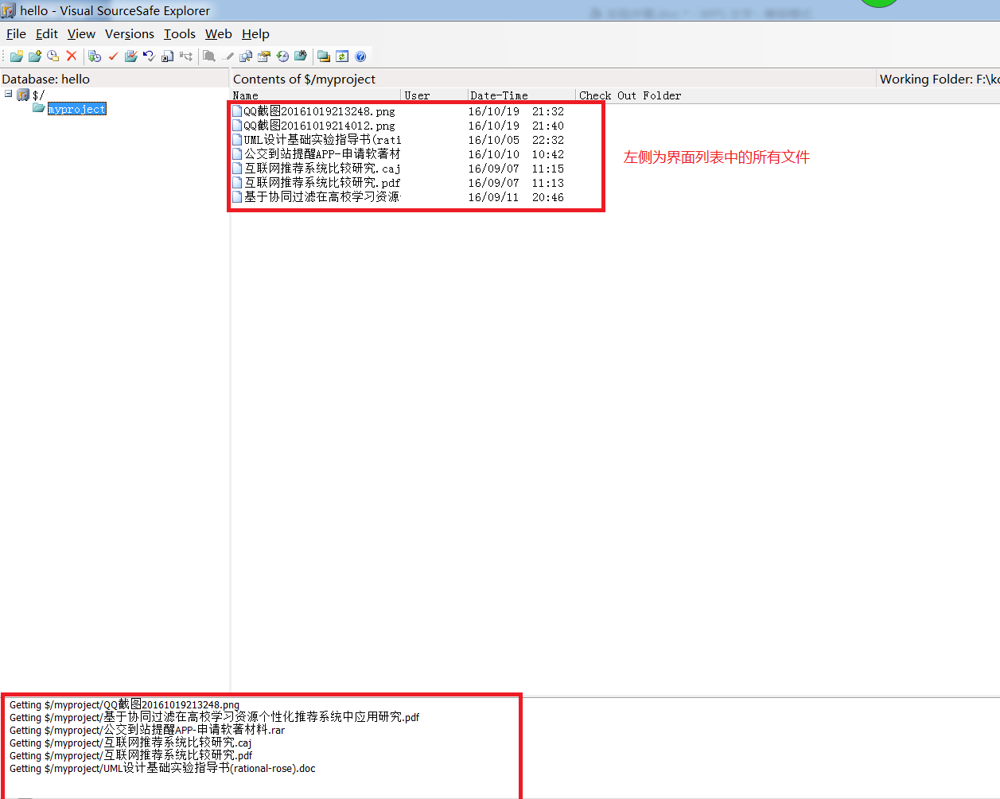 hello - Visual SourceSafe Explorer
File Edit View Versions Tools Web Help
Database: hello
Contents of $/myproject
Working Folder: F:\k
$/
myproject
Name User Date-Time Check Out Folder
QQ截图20161019213248.png 16/10/19 21:32
QQ截图20161019214012.png 16/10/19 21:40
UML设计基础实验指导书(rati 16/10/05 22:32
公交到站提醒APP-申请软著材 16/10/10 10:42
互联网推荐系统比较研究.caj 16/09/07 11:15
互联网推荐系统比较研究.pdf 16/09/07 11:13
基于协同过滤在高校学习资源 16/09/11 20:46
左侧为界面列表中的所有文件
Getting $/myproject/QQ截图20161019213248.png
Getting $/myproject/基于协同过滤在高校学习资源个性化推荐系统中应用研究.pdf
Getting $/myproject/公交到站提醒APP-申请软著材料.rar
Getting $/myproject/互联网推荐系统比较研究.caj
Getting $/myproject/互联网推荐系统比较研究.pdf
Getting $/myproject/UML设计基础实验指导书(rational-rose).doc